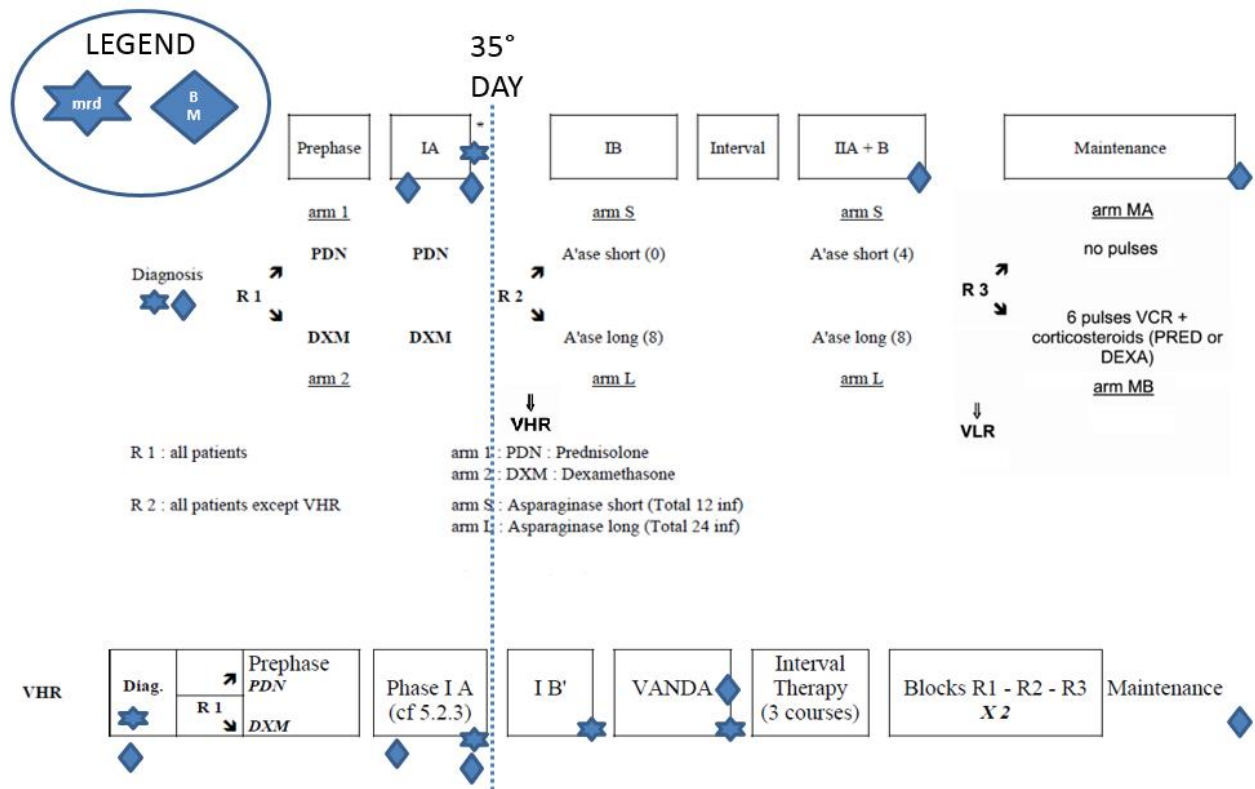 LEGEND
mrd
B
M
35°
DAY
*
Prephase
IA
IB
Interval
IIA + B
Maintenance
arm 1
arm S
arm S
arm MA
PDN
PDN
A'ase short (0)
A'ase short (4)
no pulses
Diagnosis
R 1
R 2
R 3
DXM
DXM
A'ase long (8)
A'ase long (8)
6 pulses VCR +
corticosteroids (PRED or
DEXA)
arm 2
arm L
arm L
arm MB
⇓
VHR
⇓
VLR
R 1 : all patients
arm 1 : PDN : Prednisolone
arm 2 : DXM : Dexamethasone
R 2 : all patients except VHR
arm S : Asparaginase short (Total 12 inf)
arm L : Asparaginase long (Total 24 inf)
VHR
Diag.
R 1
Prephase
PDN
DXM
Phase I A
(cf 5.2.3)
I B'
VANDA
Interval
Therapy
(3 courses)
Blocks R1 - R2 - R3
X 2
Maintenance